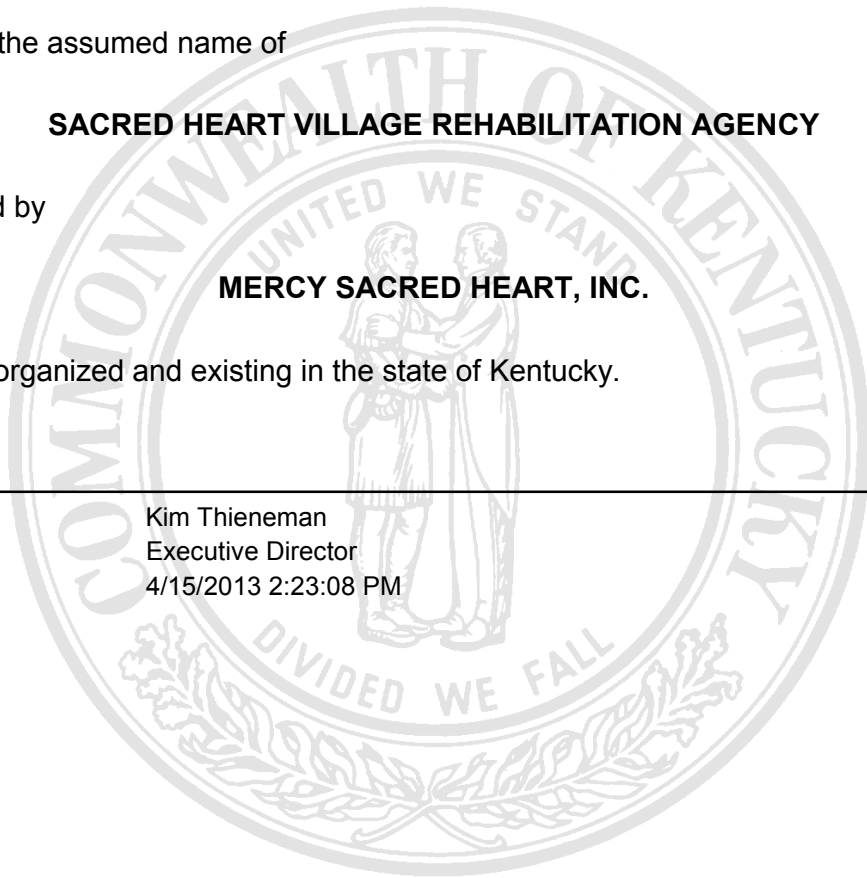 the assumed name of
SACRED HEART VILLAGE REHABILITATION AGENCY
by
MERCY SACRED HEART, INC.
organized and existing in the state of Kentucky.
Kim Thieneman
Executive Director
4/15/2013 2:23:08 PM
COMMONWEALTH OF KENTUCKY
UNITED WE STAND
DIVIDED WE FALL